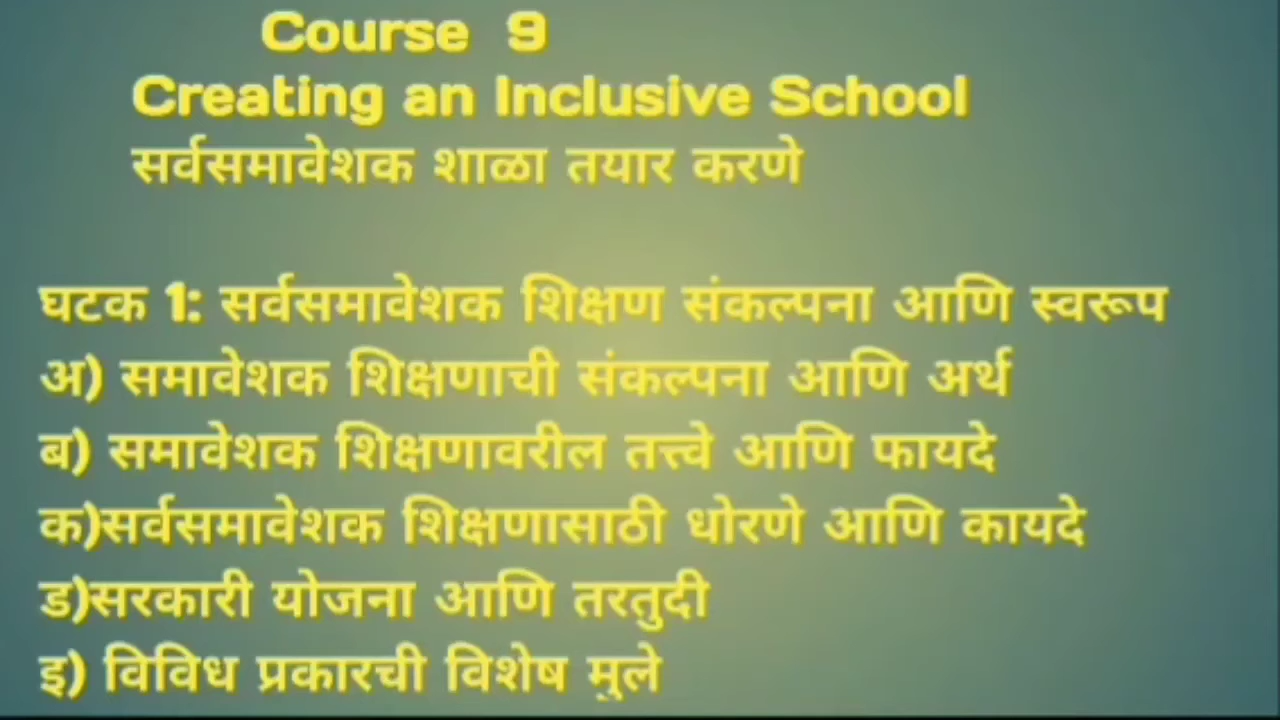 Course 9
Creating an Inclusive School
सर्वसमावेशक शाळा तयार करणे
घटक 1: सर्वसमावेशक शिक्षण संकल्पना आणि स्वरूप
अ) समावेशक शिक्षणाची संकल्पना आणि अर्थ
ब) समावेशक शिक्षणावरील तत्त्वे आणि फायदे
क)सर्वसमावेशक शिक्षणासाठी धोरणे आणि कायदे
ड)सरकारी योजना आणि तरतुदी
इ) विविध प्रकारची विशेष मुले